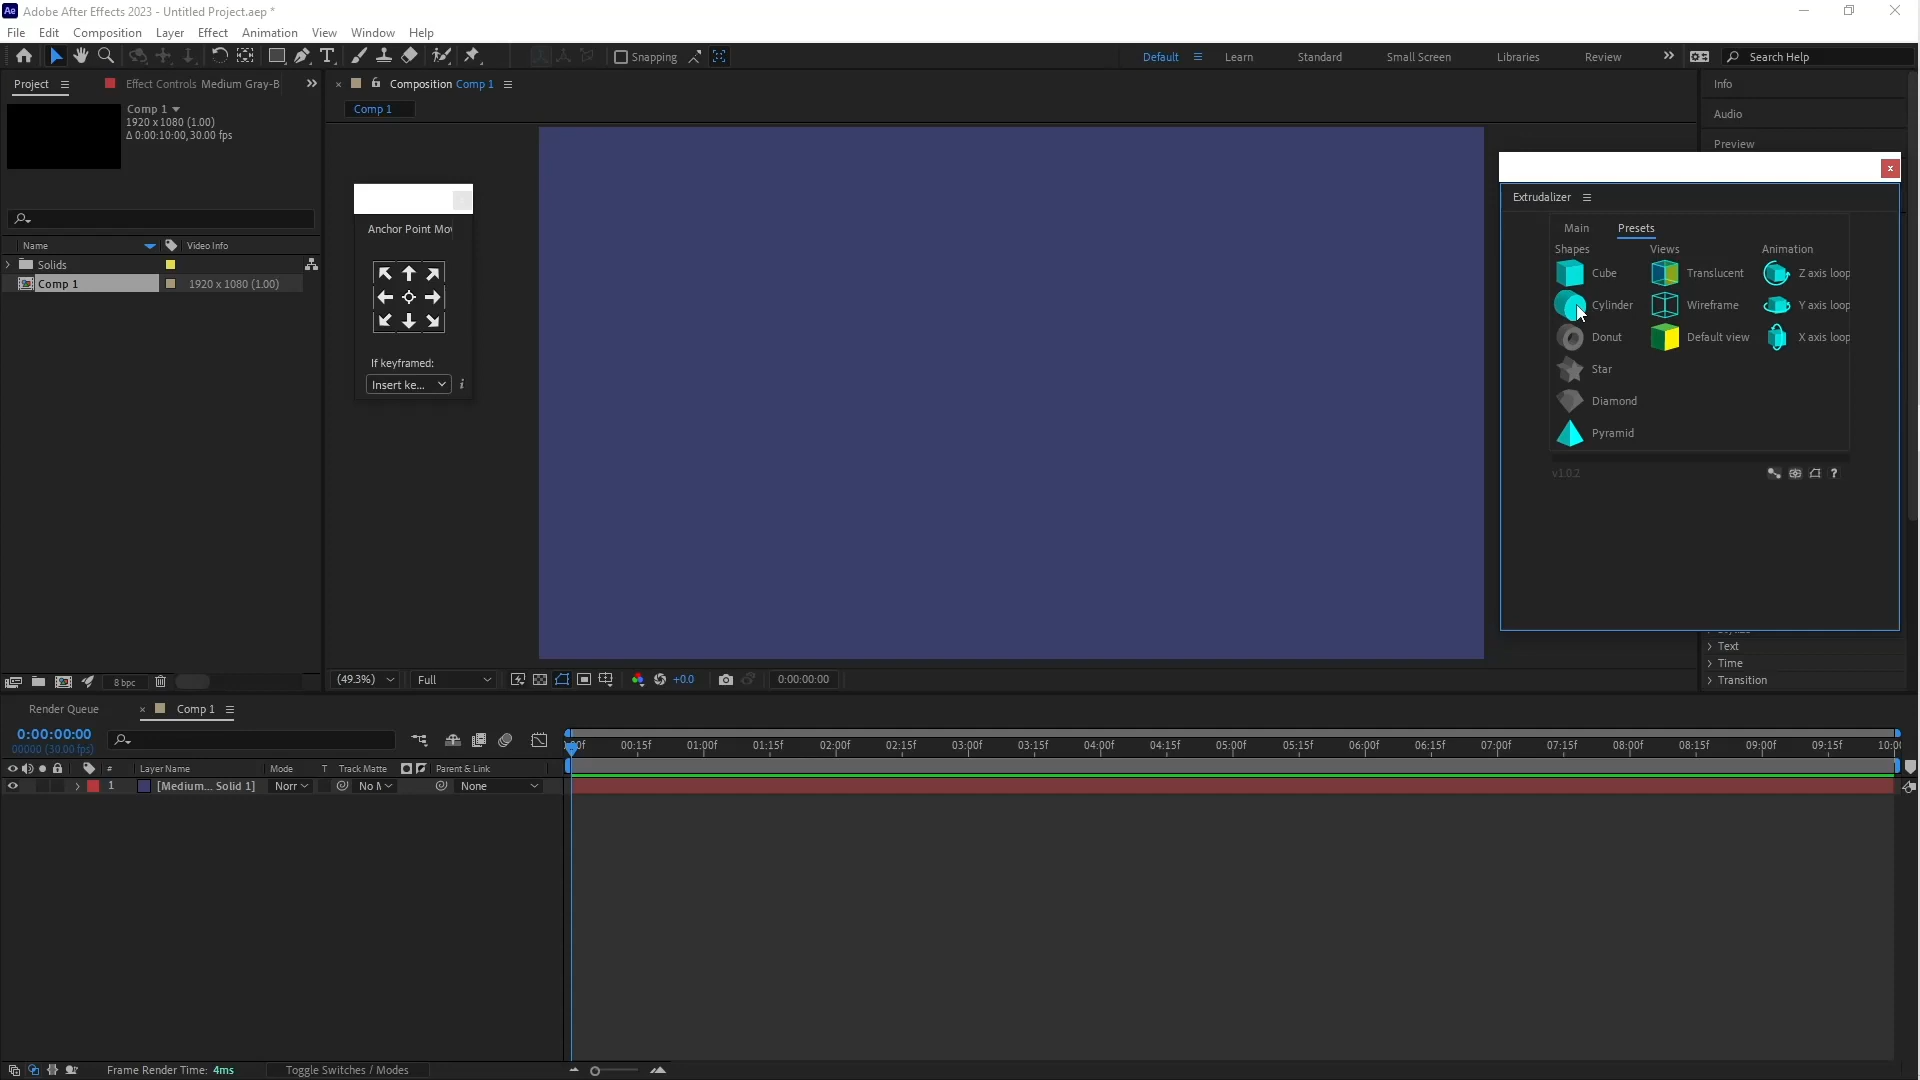 Ae Adobe After Effects 2023 - Untitled Project.aep *
File Edit Composition Layer Effect Animation View Window Help
Snapping
Default Learn Standard Small Screen Libraries Review Search Help
Project
Effect Controls Medium Gray-B
Composition Comp 1
Comp 1
Comp 1
1920 x 1080 (1.00)
Δ 0:00:10:00, 30.00 fps
Name Video Info
Solids
Comp 1 1920 x 1080 (1.00)
8 bpc
Anchor Point Mov
If keyframed:
Insert ke...
i
(49.3%) Full +0.0 0:00:00:00
Info
Audio
Preview
x
Extrudalizer
Main Presets
Shapes Views Animation
Cube Translucent Z axis loop
Cylinder Wireframe Y axis loop
Donut Default view X axis loop
Star
Diamond
Pyramid
v1.0.2 ?
Text
Time
Transition
Render Queue Comp 1
0:00:00:00
00000 (30.00 fps)
00:15f 01:00f 01:15f 02:00f 02:15f 03:00f 03:15f 04:00f 04:15f 05:00f 05:15f 06:00f 06:15f 07:00f 07:15f 08:00f 08:15f 09:00f 09:15f 10:00
# Layer Name Mode T Track Matte Parent & Link
1 [Medium... Solid 1] Norr No M None
Frame Render Time: 4ms Toggle Switches / Modes